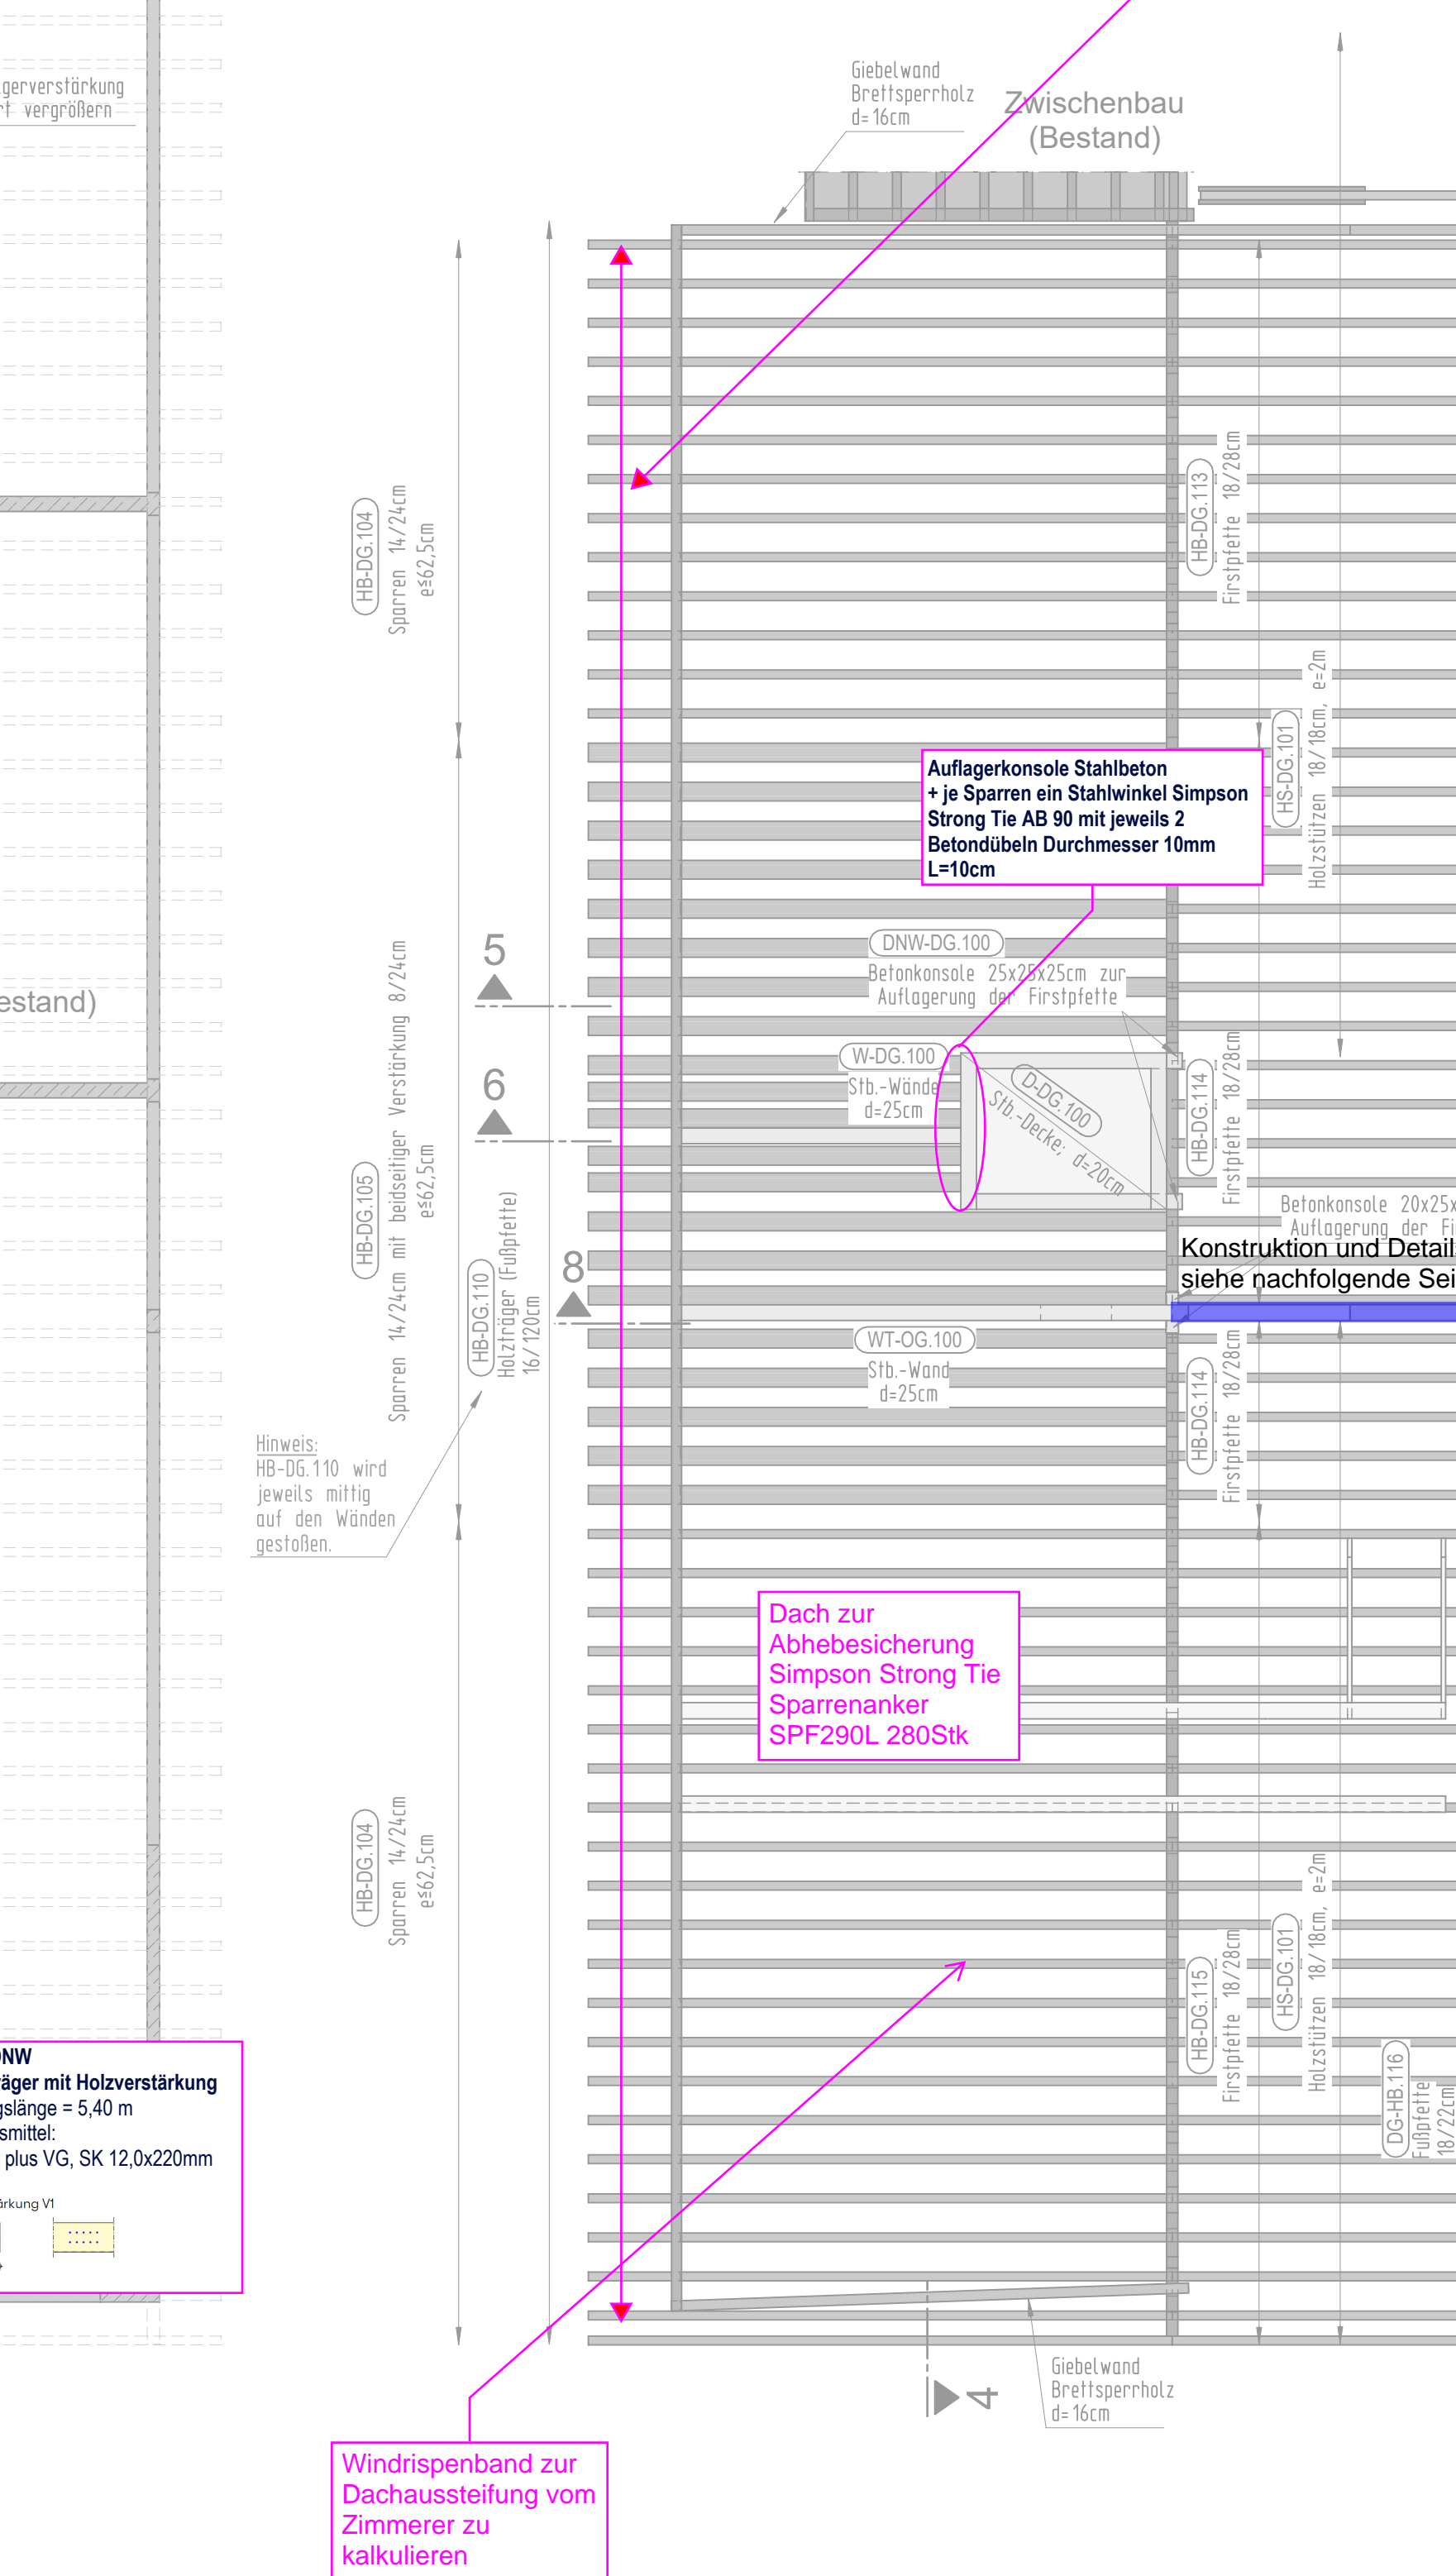 gerverstärkung
rt vergrößern
Giebelwand
Brettsperrholz
d=16cm
Zwischenbau
(Bestand)
HB-DG.104
Sparren 14/24cm
e≤62,5cm
HB-DG.113
Firstpfette 18/28cm
HS-DG.101
Holzstützen 18/18cm, e=2m
Auflagerkonsole Stahlbeton
+ je Sparren ein Stahlwinkel Simpson
Strong Tie AB 90 mit jeweils 2
Betondübeln Durchmesser 10mm
L=10cm
DNW-DG.100
Betonkonsole 25x25x25cm zur
Auflagerung der Firstpfette
estand)
5
6
8
W-DG.100
Stb.-Wände
d=25cm
D-DG.100
Stb.-Decke; d=20cm
HB-DG.114
Firstpfette 18/28cm
HB-DG.105
Sparren 14/24cm mit beidseitiger Verstärkung 8/24cm
e≤62,5cm
HB-DG.110
Holzträger (Fußpfette)
16/120cm
Betonkonsole 20x25x
Auflagerung der Fi
Konstruktion und Detail
siehe nachfolgende Sei
WT-OG.100
Stb.-Wand
d=25cm
HB-DG.114
Firstpfette 18/28cm
Hinweis:
HB-DG.110 wird
jeweils mittig
auf den Wänden
gestoßen.
Dach zur
Abhebesicherung
Simpson Strong Tie
Sparrenanker
SPF290L 280Stk
HB-DG.104
Sparren 14/24cm
e≤62,5cm
HB-DG.115
Firstpfette 18/28cm
HS-DG.101
Holzstützen 18/18cm, e=2m
DG-HB.116
Fußpfette
18/22cm
NW
äger mit Holzverstärkung
gslänge = 5,40 m
smittel:
plus VG, SK 12,0x220mm
ärkung V1
4
Giebelwand
Brettsperrholz
d=16cm
Windrispenband zur
Dachaussteifung vom
Zimmerer zu
kalkulieren